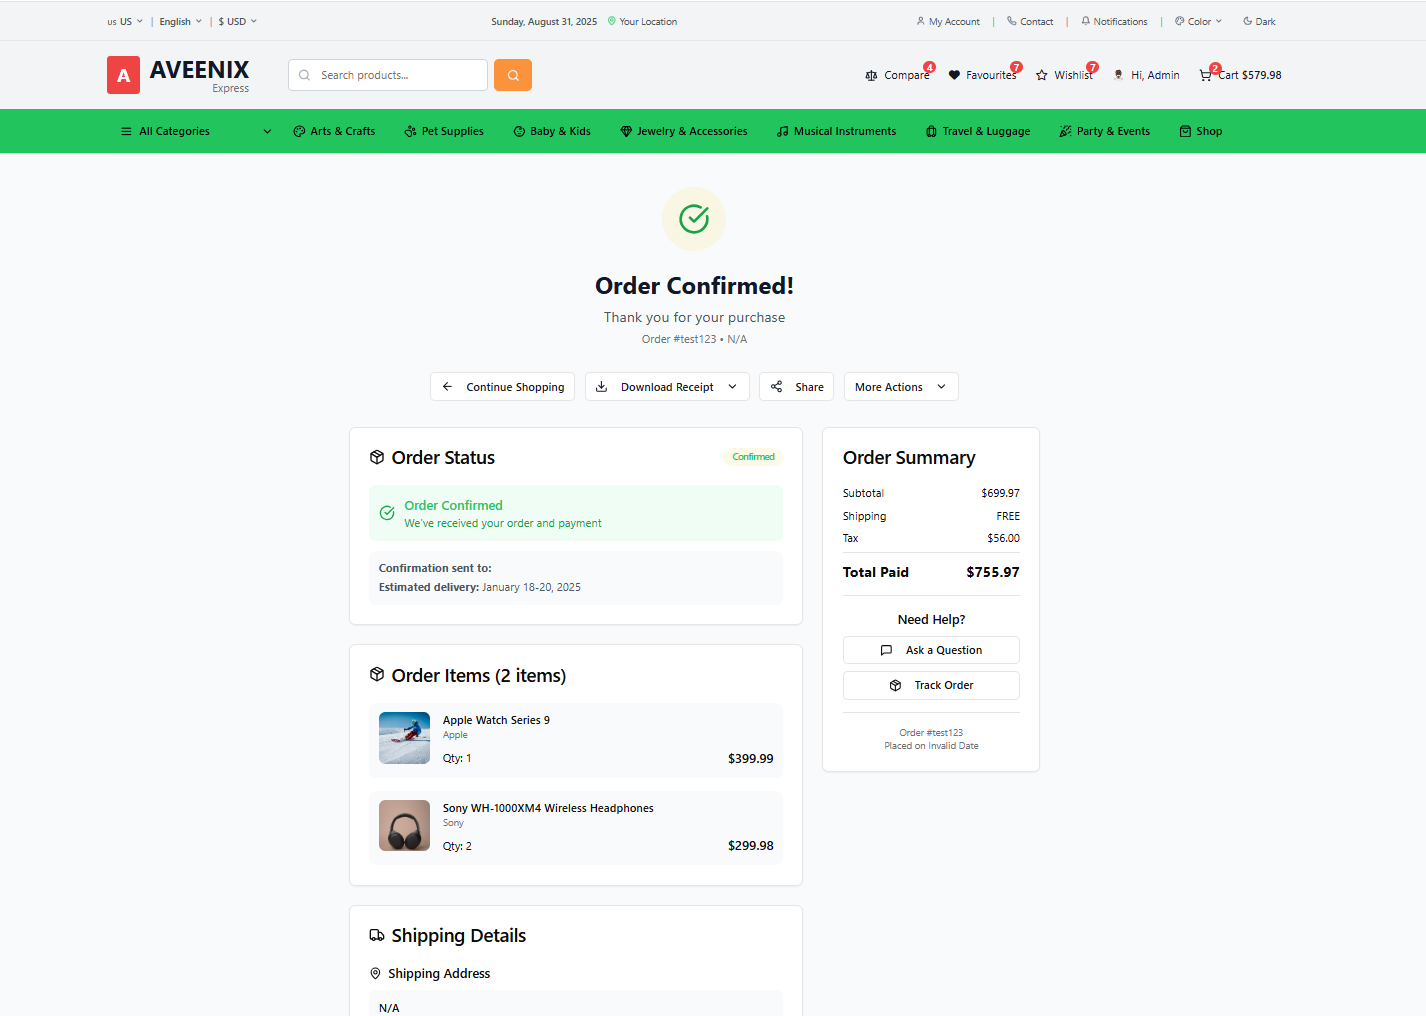 us US | English | $ USD
Sunday, August 31, 2025 Your Location
My Account | Contact | Notifications | Color Dark
A AVEENIX
Express
Search products...
Compare 4 Favourites 7 Wishlist 7 Hi, Admin 2 Cart $579.98
All Categories Arts & Crafts Pet Supplies Baby & Kids Jewelry & Accessories Musical Instruments Travel & Luggage Party & Events Shop
Order Confirmed!
Thank you for your purchase
Order #test123 • N/A
Continue Shopping Download Receipt Share More Actions
Order Status Confirmed
Order Confirmed
We've received your order and payment
Confirmation sent to:
Estimated delivery: January 18-20, 2025
Order Items (2 items)
Apple Watch Series 9
Apple
Qty: 1 $399.99
Sony WH-1000XM4 Wireless Headphones
Sony
Qty: 2 $299.98
Shipping Details
Shipping Address
N/A
Order Summary
Subtotal $699.97
Shipping FREE
Tax $56.00
Total Paid $755.97
Need Help?
Ask a Question
Track Order
Order #test123
Placed on Invalid Date